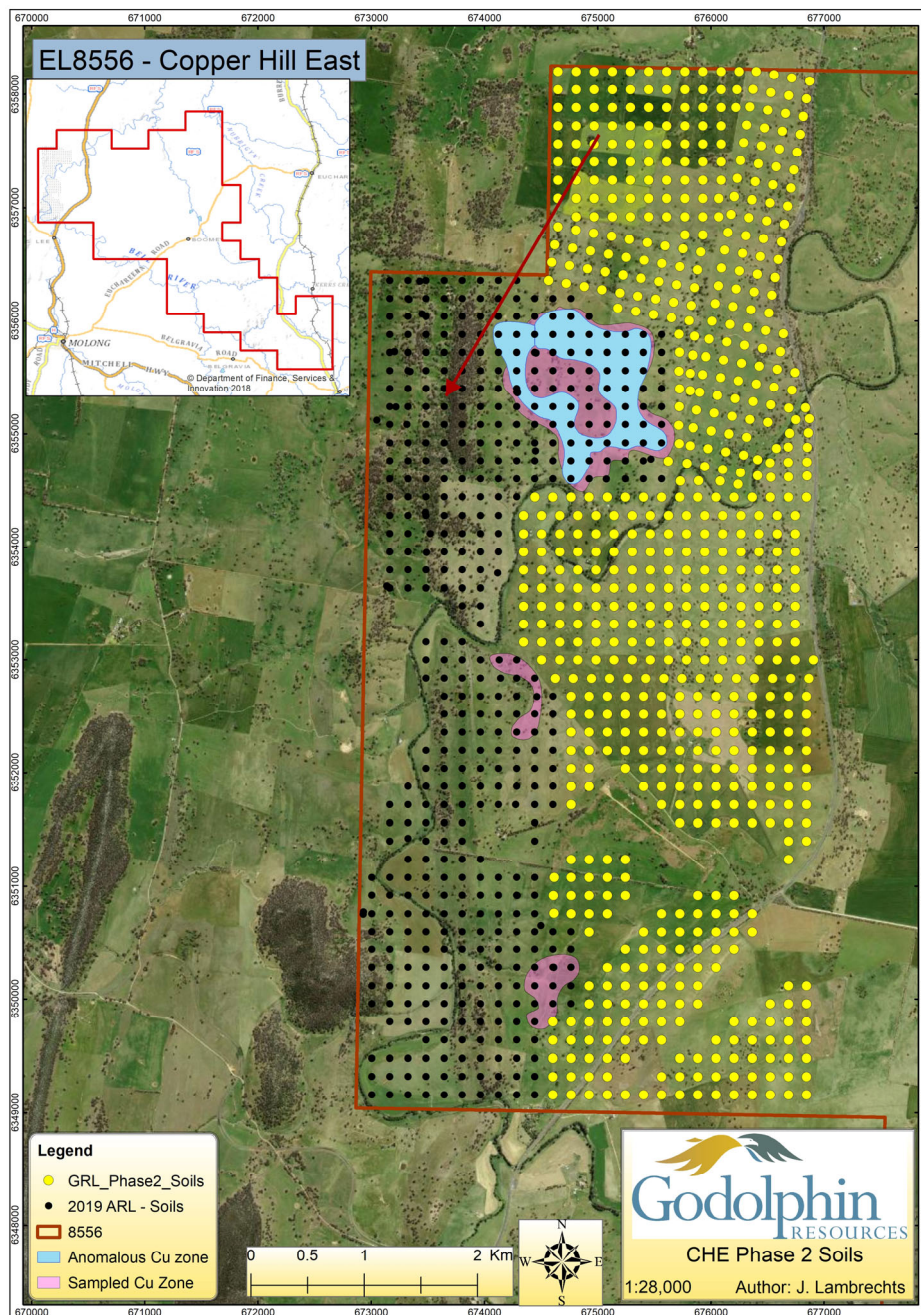 670000 671000 672000 673000 674000 675000 676000 677000
EL8556 - Copper Hill East
MOLONG
MITCHELL HWY
BELGRAVIA
ROAD
BELGRAVIA
EUCHAREENA ROAD
BELL RIVER
© Department of Finance, Services &
Innovation 2018
6358000
6357000
6356000
6355000
6354000
6353000
6352000
6351000
6350000
6349000
6348000
Legend
GRL_Phase2_Soils
2019 ARL - Soils
8556
Anomalous Cu zone
Sampled Cu Zone
0 0.5 1 2 Km
N
W E
S
Godolphin
RESOURCES
CHE Phase 2 Soils
1:28,000 Author: J. Lambrechts
670000 671000 672000 673000 674000 675000 676000 677000